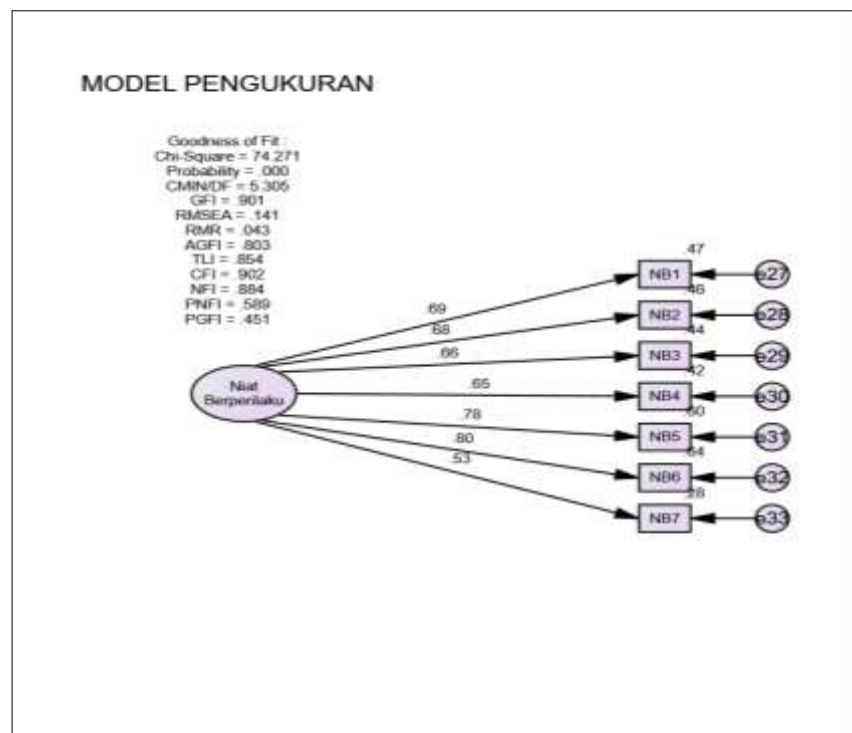 MODEL PENGUKURAN
Goodness of Fit :
Chi-Square = 74.271
Probability = .000
CMIN/DF = 5.305
GFI = .901
RMSEA = .141
RMR = .043
AGFI = .803
TLI = .854
CFI = .902
NFI = .884
PNFI = .589
PGFI = .451
.47
NB1
e27
.69
.46
NB2
e28
.68
.44
NB3
e29
.66
.42
NB4
e30
.65
.60
NB5
e31
.78
.64
NB6
e32
.80
.28
NB7
e33
.53
Niat
Berperilaku